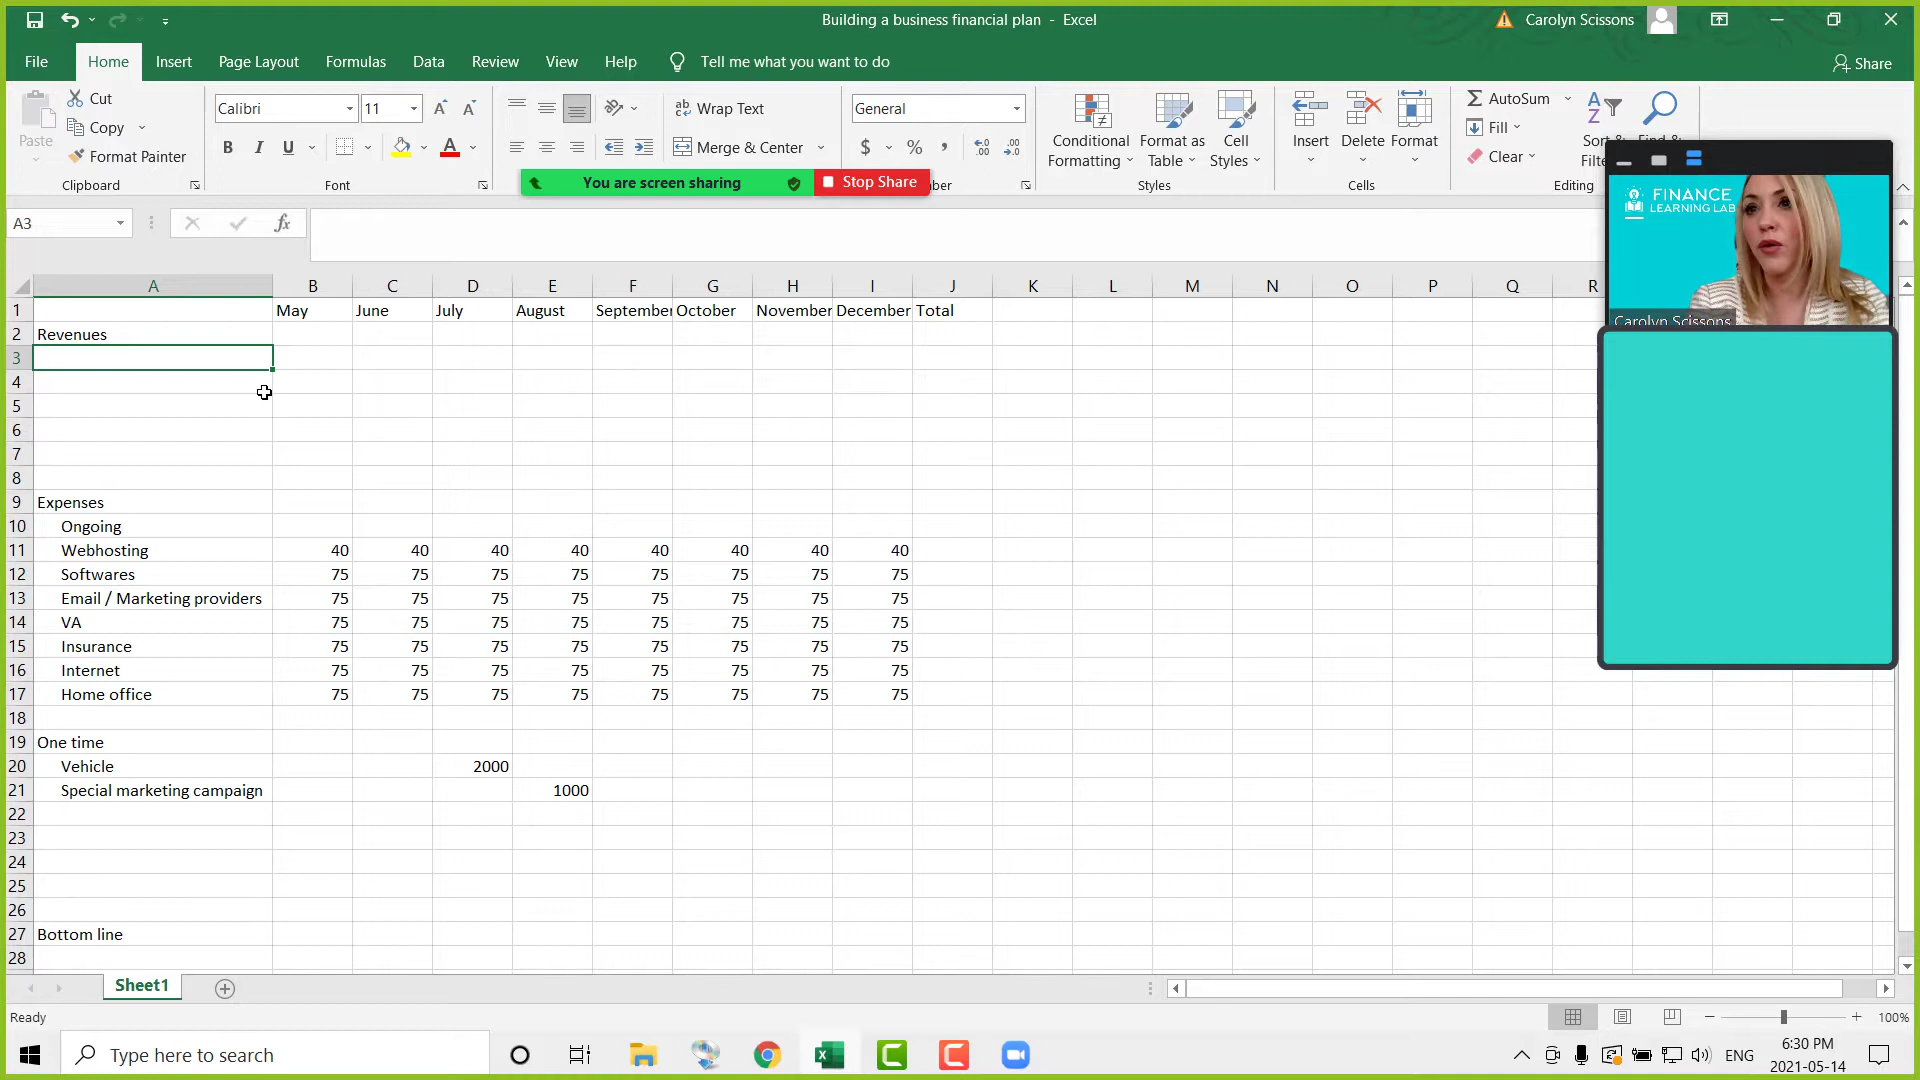 Building a business financial plan - Excel
Carolyn Scissons
File Home Insert Page Layout Formulas Data Review View Help Tell me what you want to do
Share
Paste
Cut
Copy
Format Painter
Clipboard
Calibri 11
B I U A
Font
Wrap Text
Merge & Center
General
$ % ,
Conditional Formatting
Format as Table
Cell Styles
Styles
Insert Delete Format
Cells
AutoSum
Fill
Clear
Sort &
Editing
You are screen sharing
Stop Share
FINANCE
LEARNING LAB
Carolyn Scissons
A3
fx
A B C D E F G H I J K L M N O P Q R
1 May June July August September October November December Total
2 Revenues
3
4
5
6
7
8
9 Expenses
10 Ongoing
11 Webhosting 40 40 40 40 40 40 40 40
12 Softwares 75 75 75 75 75 75 75 75
13 Email / Marketing providers 75 75 75 75 75 75 75 75
14 VA 75 75 75 75 75 75 75 75
15 Insurance 75 75 75 75 75 75 75 75
16 Internet 75 75 75 75 75 75 75 75
17 Home office 75 75 75 75 75 75 75 75
18
19 One time
20 Vehicle 2000
21 Special marketing campaign 1000
22
23
24
25
26
27 Bottom line
28
Sheet1
Ready
100%
Type here to search
ENG
6:30 PM
2021-05-14